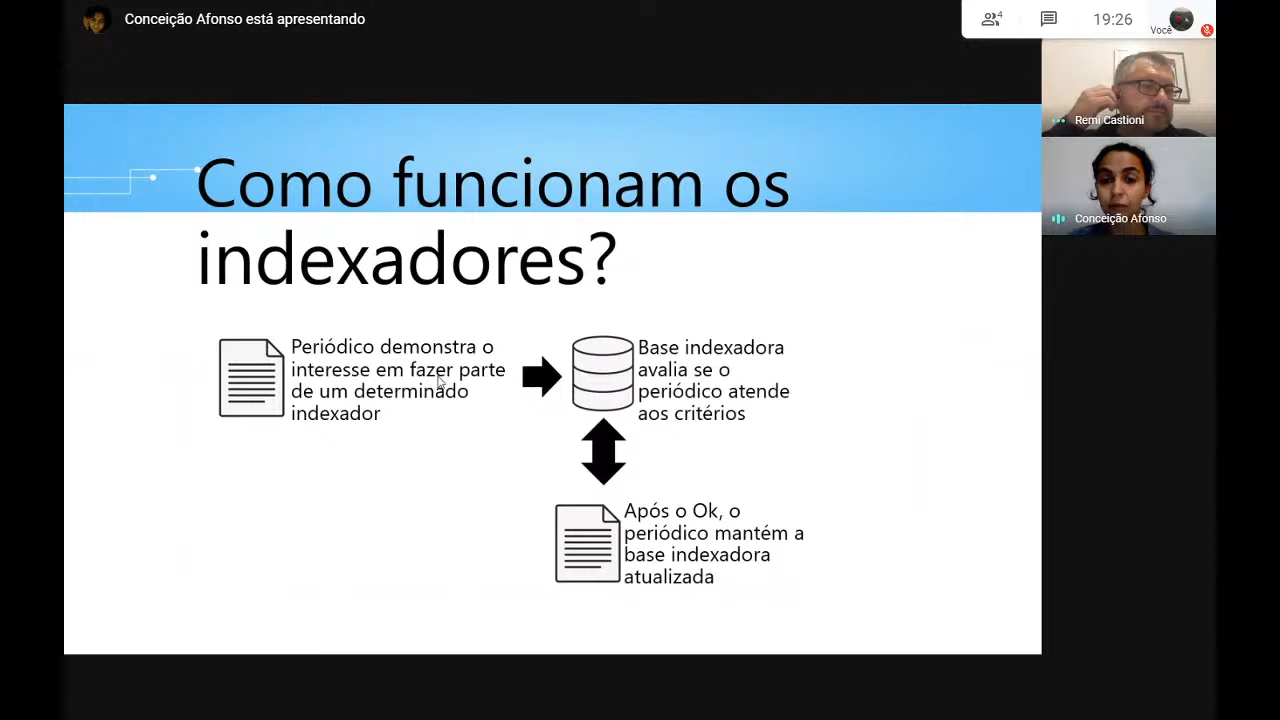 Conceição Afonso está apresentando
4
19:26
Você
Remi Castioni
Conceição Afonso
Como funcionam os
indexadores?
Periódico demonstra o
interesse em fazer parte
de um determinado
indexador
Base indexadora
avalia se o
periódico atende
aos critérios
Após o Ok, o
periódico mantém a
base indexadora
atualizada